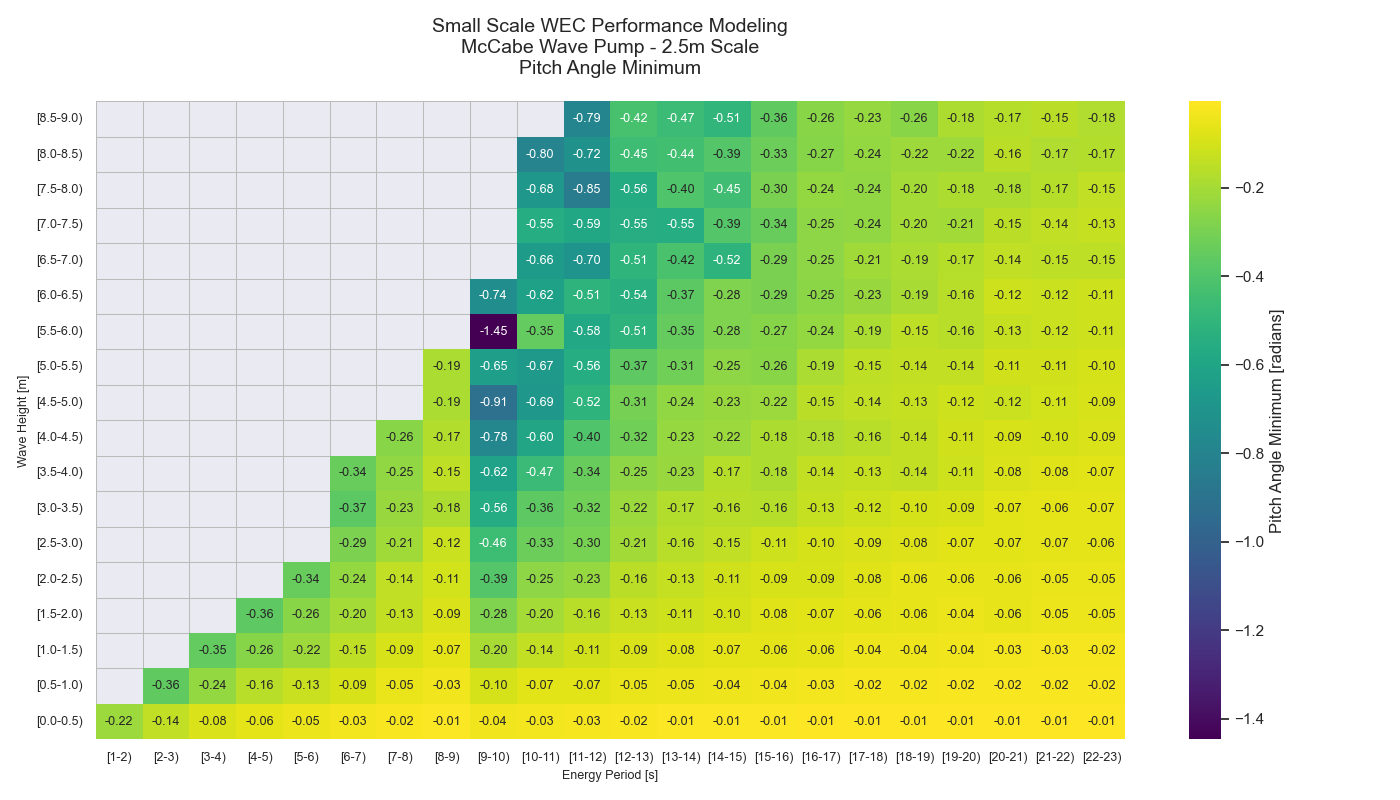 Small Scale WEC Performance Modeling
McCabe Wave Pump - 2.5m Scale
Pitch Angle Minimum
[8.5-9.0) -0.79 -0.42 -0.47 -0.51 -0.36 -0.26 -0.23 -0.26 -0.18 -0.17 -0.15 -0.18
[8.0-8.5) -0.80 -0.72 -0.45 -0.44 -0.39 -0.33 -0.27 -0.24 -0.22 -0.22 -0.16 -0.17 -0.17
[7.5-8.0) -0.68 -0.85 -0.56 -0.40 -0.45 -0.30 -0.24 -0.24 -0.20 -0.18 -0.18 -0.17 -0.15
[7.0-7.5) -0.55 -0.59 -0.55 -0.55 -0.39 -0.34 -0.25 -0.24 -0.20 -0.21 -0.15 -0.14 -0.13
[6.5-7.0) -0.66 -0.70 -0.51 -0.42 -0.52 -0.29 -0.25 -0.21 -0.19 -0.17 -0.14 -0.15 -0.15
[6.0-6.5) -0.74 -0.62 -0.51 -0.54 -0.37 -0.28 -0.29 -0.25 -0.23 -0.19 -0.16 -0.12 -0.12 -0.11
[5.5-6.0) -1.45 -0.35 -0.58 -0.51 -0.35 -0.28 -0.27 -0.24 -0.19 -0.15 -0.16 -0.13 -0.12 -0.11
[5.0-5.5) -0.19 -0.65 -0.67 -0.56 -0.37 -0.31 -0.25 -0.26 -0.19 -0.15 -0.14 -0.14 -0.11 -0.11 -0.10
[4.5-5.0) -0.19 -0.91 -0.69 -0.52 -0.31 -0.24 -0.23 -0.22 -0.15 -0.14 -0.13 -0.12 -0.12 -0.11 -0.09
[4.0-4.5) -0.26 -0.17 -0.78 -0.60 -0.40 -0.32 -0.23 -0.22 -0.18 -0.18 -0.16 -0.14 -0.11 -0.09 -0.10 -0.09
[3.5-4.0) -0.34 -0.25 -0.15 -0.62 -0.47 -0.34 -0.25 -0.23 -0.17 -0.18 -0.14 -0.13 -0.14 -0.11 -0.08 -0.08 -0.07
[3.0-3.5) -0.37 -0.23 -0.18 -0.56 -0.36 -0.32 -0.22 -0.17 -0.16 -0.16 -0.13 -0.12 -0.10 -0.09 -0.07 -0.06 -0.07
[2.5-3.0) -0.29 -0.21 -0.12 -0.46 -0.33 -0.30 -0.21 -0.16 -0.15 -0.11 -0.10 -0.09 -0.08 -0.07 -0.07 -0.07 -0.06
[2.0-2.5) -0.34 -0.24 -0.14 -0.11 -0.39 -0.25 -0.23 -0.16 -0.13 -0.11 -0.09 -0.09 -0.08 -0.06 -0.06 -0.06 -0.05 -0.05
[1.5-2.0) -0.36 -0.26 -0.20 -0.13 -0.09 -0.28 -0.20 -0.16 -0.13 -0.11 -0.10 -0.08 -0.07 -0.06 -0.06 -0.04 -0.06 -0.05 -0.05
[1.0-1.5) -0.35 -0.26 -0.22 -0.15 -0.09 -0.07 -0.20 -0.14 -0.11 -0.09 -0.08 -0.07 -0.06 -0.06 -0.04 -0.04 -0.04 -0.03 -0.03 -0.02
[0.5-1.0) -0.36 -0.24 -0.16 -0.13 -0.09 -0.05 -0.03 -0.10 -0.07 -0.07 -0.05 -0.05 -0.04 -0.04 -0.03 -0.02 -0.02 -0.02 -0.02 -0.02 -0.02
[0.0-0.5) -0.22 -0.14 -0.08 -0.06 -0.05 -0.03 -0.02 -0.01 -0.04 -0.03 -0.03 -0.02 -0.01 -0.01 -0.01 -0.01 -0.01 -0.01 -0.01 -0.01 -0.01 -0.01
[1-2) [2-3) [3-4) [4-5) [5-6) [6-7) [7-8) [8-9) [9-10) [10-11) [11-12) [12-13) [13-14) [14-15) [15-16) [16-17) [17-18) [18-19) [19-20) [20-21) [21-22) [22-23)
Energy Period [s]
Wave Height [m]
−0.2
−0.4
−0.6
−0.8
−1.0
−1.2
−1.4
Pitch Angle Minimum [radians]